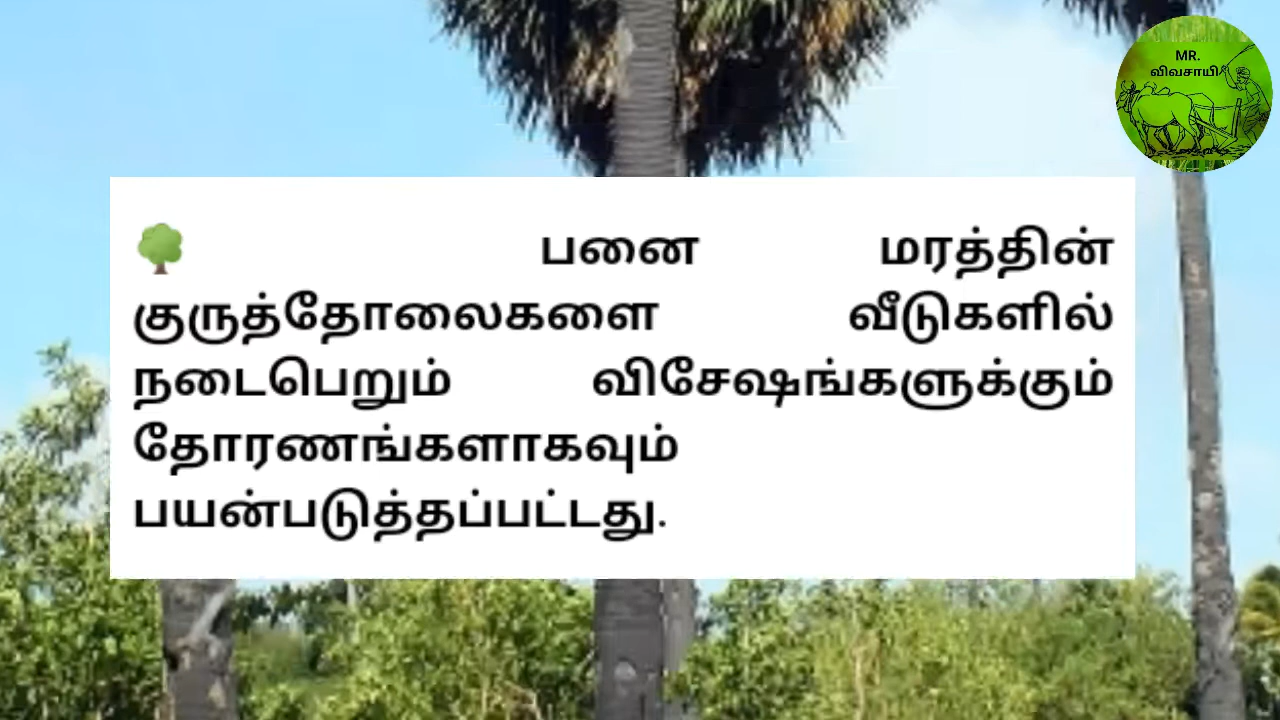 MR.
விவசாயி
🌳 பனை மரத்தின்
குருத்தோலைகளை வீடுகளில்
நடைபெறும் விசேஷங்களுக்கும்
தோரணங்களாகவும்
பயன்படுத்தப்பட்டது.